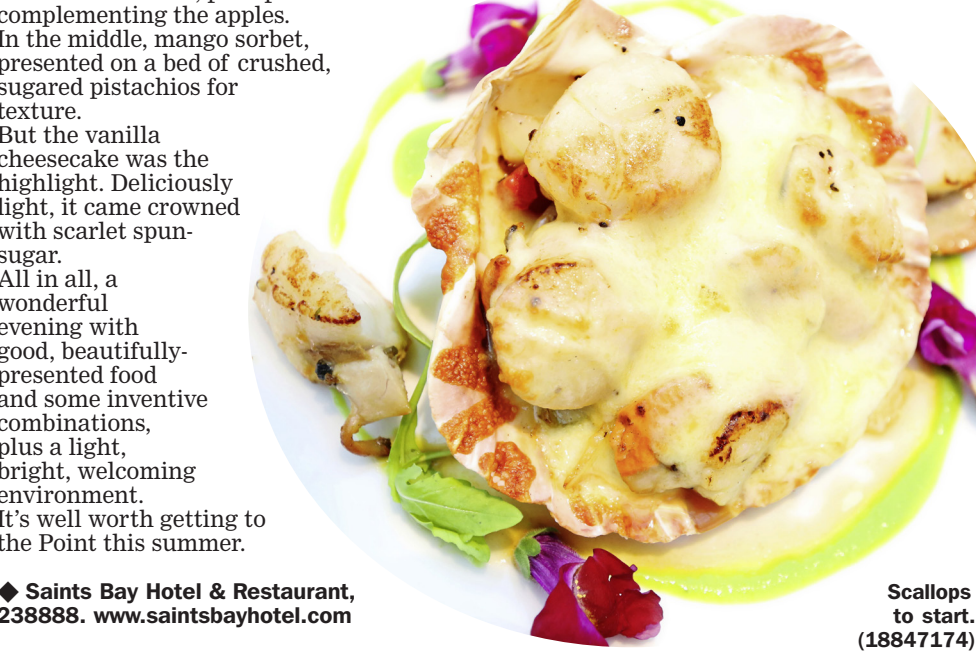 complementing the apples.
In the middle, mango sorbet,
presented on a bed of crushed,
sugared pistachios for
texture.
But the vanilla
cheesecake was the
highlight. Deliciously
light, it came crowned
with scarlet spun-
sugar.
All in all, a
wonderful
evening with
good, beautifully-
presented food
and some inventive
combinations,
plus a light,
bright, welcoming
environment.
It's well worth getting to
the Point this summer.
◆ Saints Bay Hotel & Restaurant,
238888. www.saintsbayhotel.com
Scallops
to start.
(18847174)